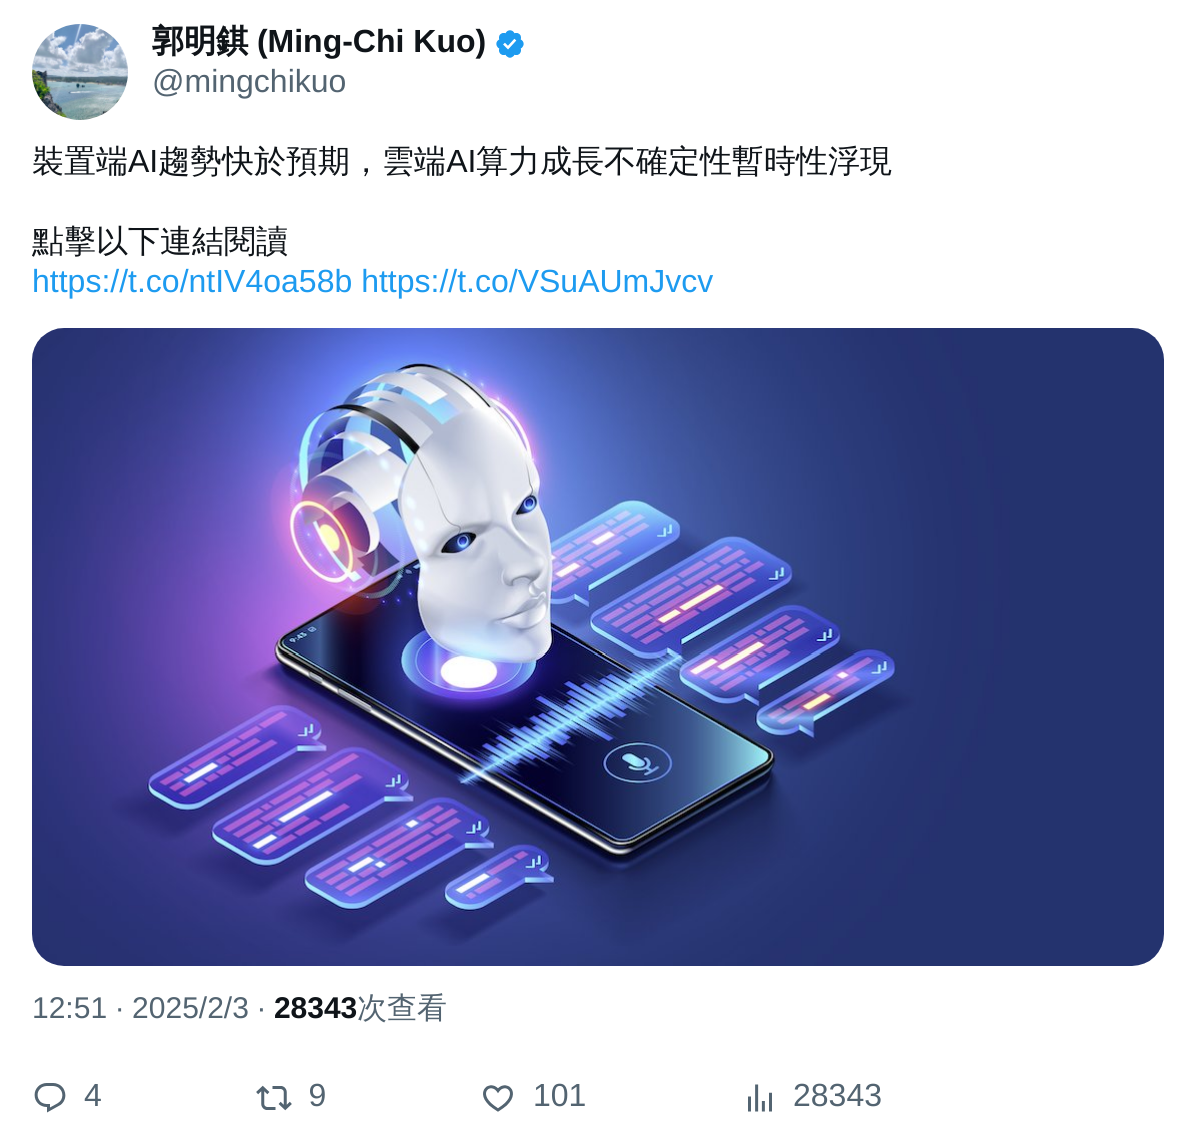 郭明錤 (Ming-Chi Kuo)
@mingchikuo
裝置端AI趨勢快於預期，雲端AI算力成長不確定性暫時性浮現
點擊以下連結閱讀
https://t.co/ntIV4oa58b https://t.co/VSuAUmJvcv
9:43
12:51 · 2025/2/3 · 28343次查看
4 9 101 28343